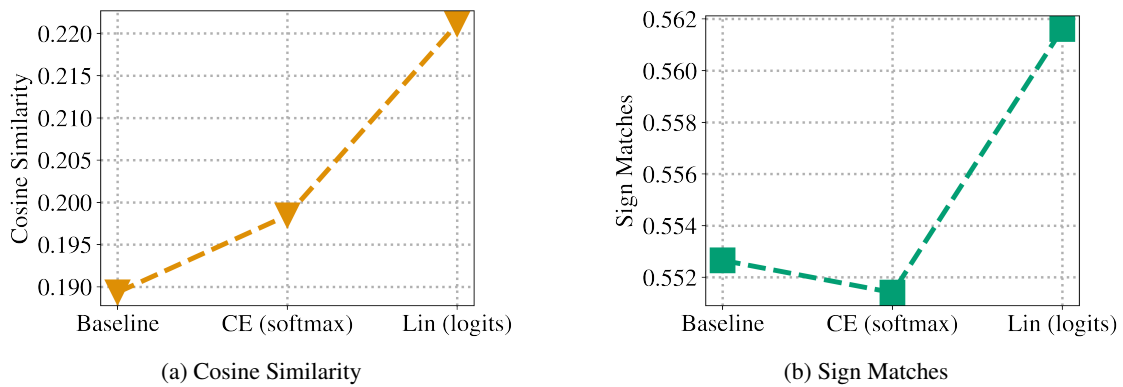 0.220
0.215
0.210
0.205
0.200
0.195
0.190
Cosine Similarity
Baseline CE (softmax) Lin (logits)
(a) Cosine Similarity
0.562
0.560
0.558
0.556
0.554
0.552
Sign Matches
Baseline CE (softmax) Lin (logits)
(b) Sign Matches